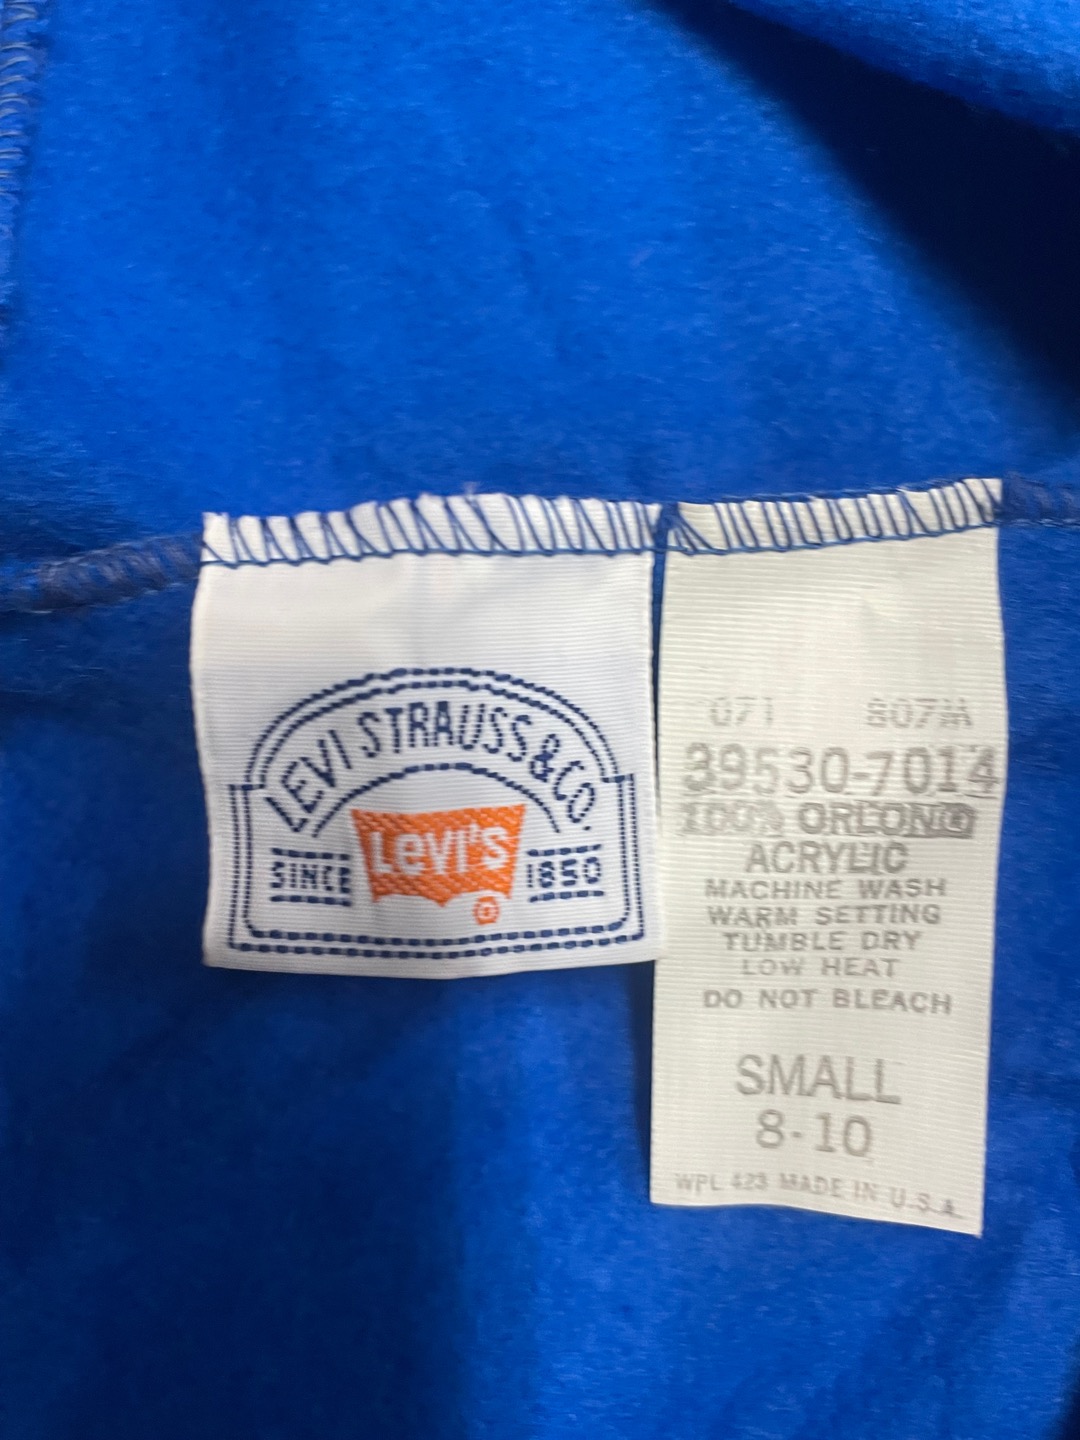 LEVI STRAUSS & CO.
Levi's
SINCE 1850
®
071 807
39530-7014
100% ORLON®
ACRYLIC
MACHINE WASH
WARM SETTING
TUMBLE DRY
LOW HEAT
DO NOT BLEACH
SMALL
8-10
WPL 423 MADE IN U.S.A.